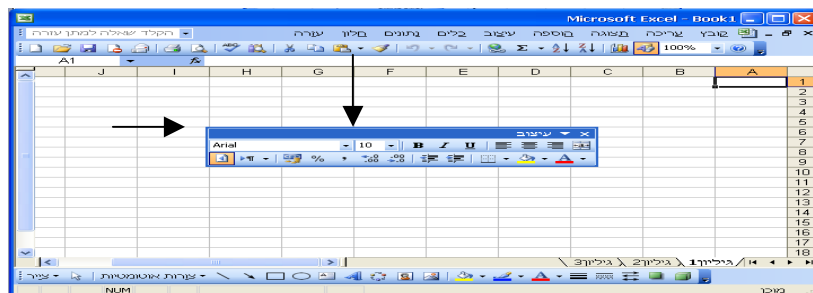 Microsoft Excel - Book1
קובץ עריכה תצוגה הוספה עיצוב כלים נתונים חלון עזרה הקלד שאלה למתן עזרה
100%
A1 fx
A B C D E F G H I J
1
2
3
4
5
6
עיצוב
7
Arial 10 B I U
8
% ,
9
10
11
12
13
14
15
16
17
18
גיליון1 גיליון2 גיליון3
ציור צורות אוטומטיות
מוכן NUM